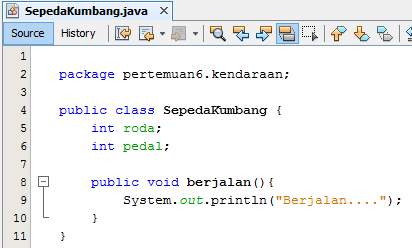 SepedaKumbang.java
Source History
1
2 package pertemuan6.kendaraan;
3
4 public class SepedaKumbang {
5 int roda;
6 int pedal;
7
8 public void berjalan(){
9 System.out.println("Berjalan....");
10 }
11 }